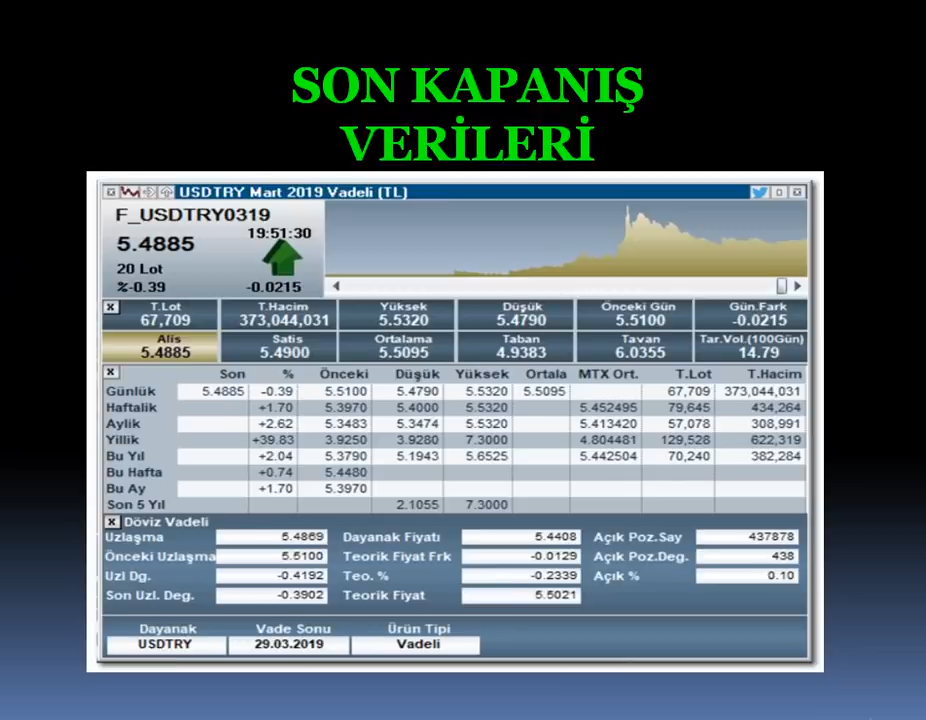 SON KAPANIŞ
VERİLERİ
USDTRY Mart 2019 Vadeli (TL)
F_USDTRY0319
19:51:30
5.4885
20 Lot
%-0.39 -0.0215
T.Lot T.Hacim Yüksek Düşük Önceki Gün Gün.Fark
67,709 373,044,031 5.5320 5.4790 5.5100 -0.0215
Alis Satis Ortalama Taban Tavan Tar.Vol.(100Gün)
5.4885 5.4900 5.5095 4.9383 6.0355 14.79
Son % Önceki Düşük Yüksek Ortala MTX Ort. T.Lot T.Hacim
Günlük 5.4885 -0.39 5.5100 5.4790 5.5320 5.5095 67,709 373,044,031
Haftalik +1.70 5.3970 5.4000 5.5320 5.452495 79,645 434,264
Aylik +2.62 5.3483 5.3474 5.5320 5.413420 57,078 308,991
Yillik +39.83 3.9250 3.9280 7.3000 4.804481 129,528 622,319
Bu Yıl +2.04 5.3790 5.1943 5.6525 5.442504 70,240 382,284
Bu Hafta +0.74 5.4480
Bu Ay +1.70 5.3970
Son 5 Yıl 2.1055 7.3000
Döviz Vadeli
Uzlaşma 5.4869 Dayanak Fiyatı 5.4408 Açık Poz.Say 437878
Önceki Uzlaşma 5.5100 Teorik Fiyat Frk -0.0129 Açık Poz.Deg. 438
Uzl Dg. -0.4192 Teo. % -0.2339 Açık % 0.10
Son Uzl. Deg. -0.3902 Teorik Fiyat 5.5021
Dayanak Vade Sonu Ürün Tipi
USDTRY 29.03.2019 Vadeli